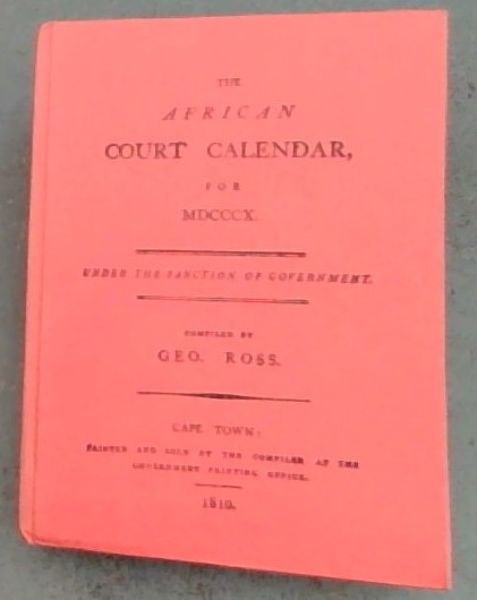 THE
AFRICAN
COURT CALENDAR,
FOR
MDCCCX.
UNDER THE SANCTION OF GOVERNMENT.
COMPILED BY
GEO. ROSS.
CAPE TOWN:
PRINTED AND SOLD BY THE COMPILER AT THE
GOVERNMENT PRINTING OFFICE.
1810.